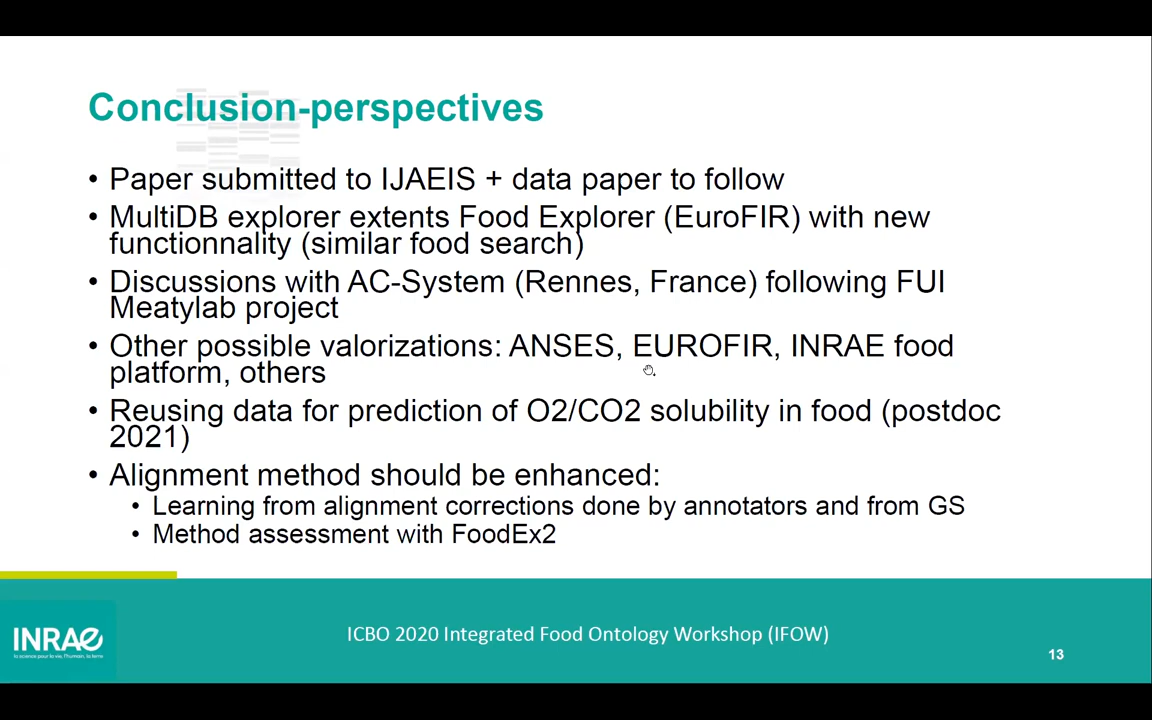 Conclusion-perspectives
• Paper submitted to IJAEIS + data paper to follow
• MultiDB explorer extents Food Explorer (EuroFIR) with new
functionnality (similar food search)
• Discussions with AC-System (Rennes, France) following FUI
Meatylab project
• Other possible valorizations: ANSES, EUROFIR, INRAE food
platform, others
• Reusing data for prediction of O2/CO2 solubility in food (postdoc
2021)
• Alignment method should be enhanced:
• Learning from alignment corrections done by annotators and from GS
• Method assessment with FoodEx2
INRAE
la science pour la vie, l'humain, la terre
ICBO 2020 Integrated Food Ontology Workshop (IFOW)
13